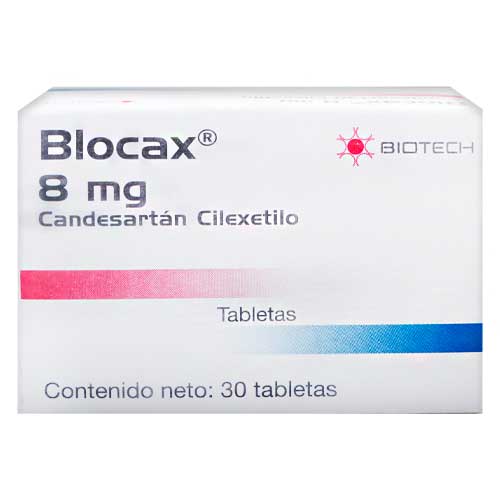 Blocax®
8 mg
Candesartán Cilexetilo
BIOTECH
Tabletas
Contenido neto: 30 tabletas